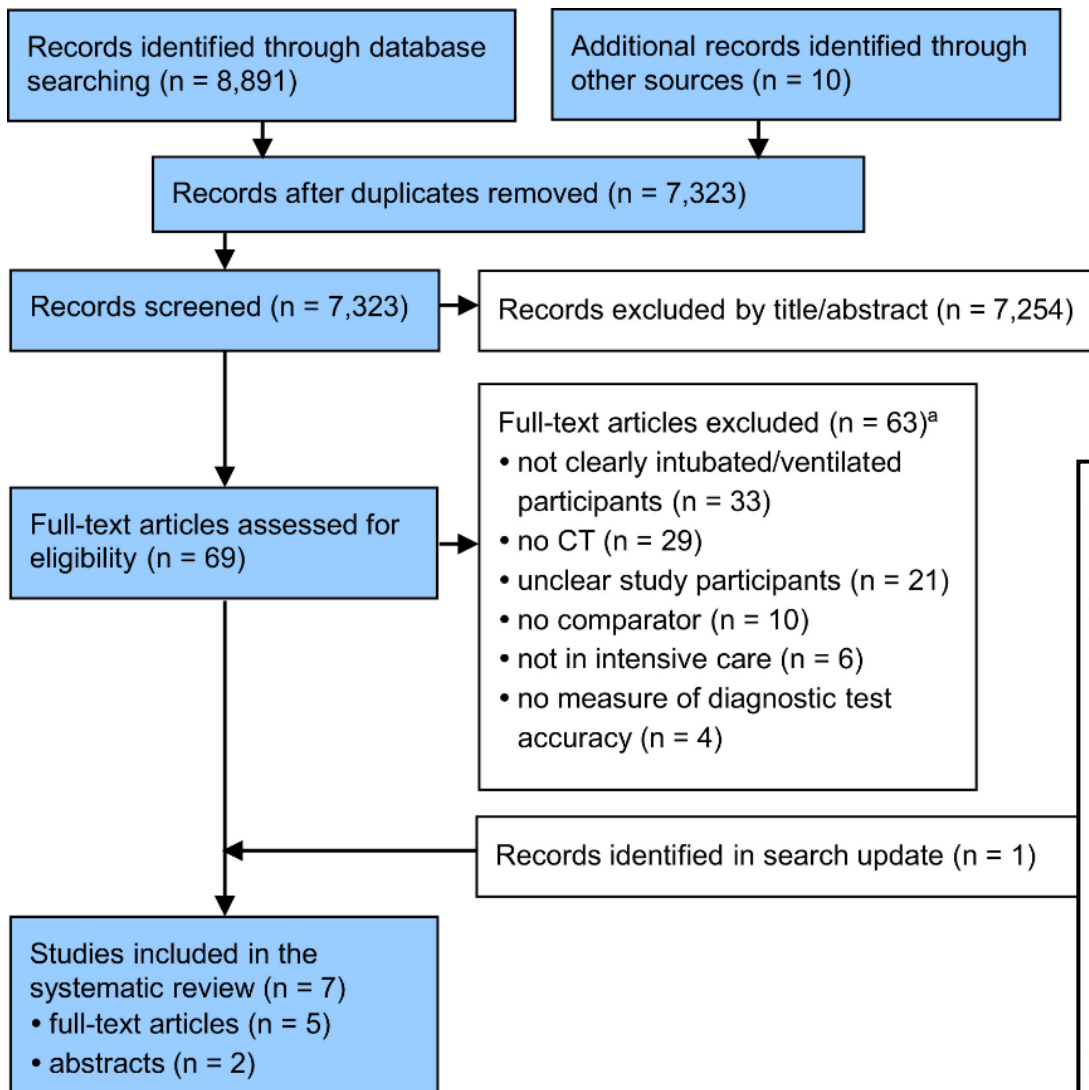 Records identified through database
searching (n = 8,891)
Additional records identified through
other sources (n = 10)
Records after duplicates removed (n = 7,323)
Records screened (n = 7,323)
Records excluded by title/abstract (n = 7,254)
Full-text articles assessed for
eligibility (n = 69)
Full-text articles excluded (n = 63)ᵃ
• not clearly intubated/ventilated
participants (n = 33)
• no CT (n = 29)
• unclear study participants (n = 21)
• no comparator (n = 10)
• not in intensive care (n = 6)
• no measure of diagnostic test
accuracy (n = 4)
Records identified in search update (n = 1)
Studies included in the
systematic review (n = 7)
• full-text articles (n = 5)
• abstracts (n = 2)